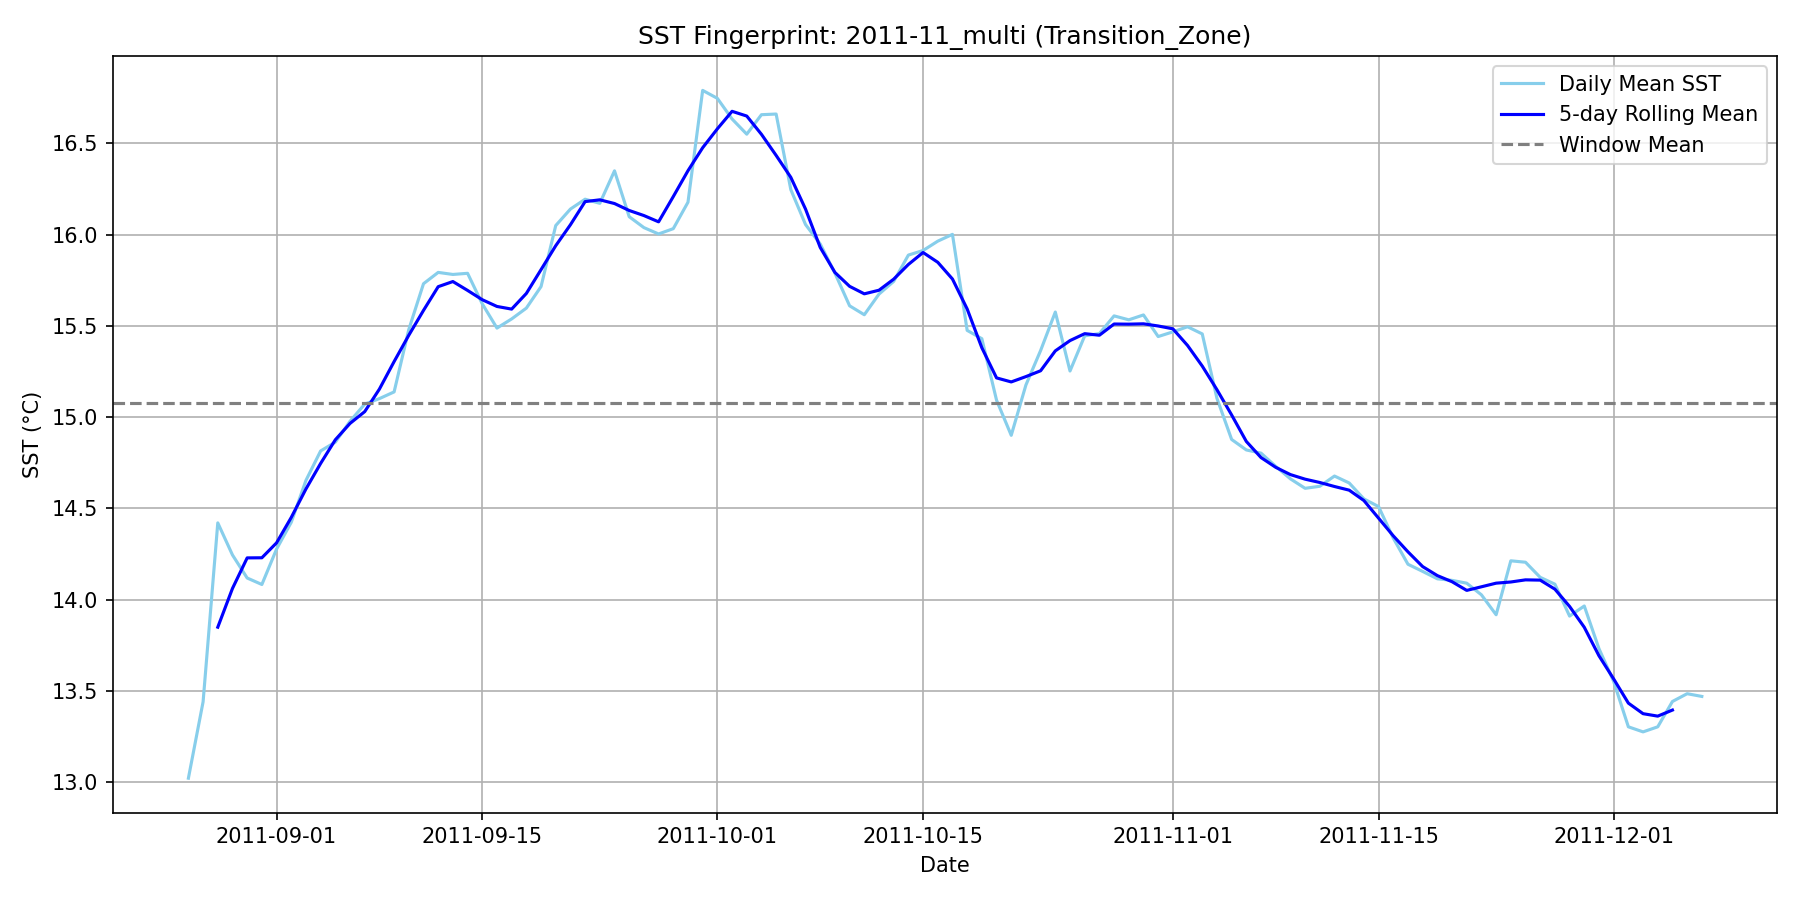 SST Fingerprint: 2011-11_multi (Transition_Zone)
Daily Mean SST
5-day Rolling Mean
Window Mean
SST (°C)
16.5
16.0
15.5
15.0
14.5
14.0
13.5
13.0
2011-09-01
2011-09-15
2011-10-01
2011-10-15
2011-11-01
2011-11-15
2011-12-01
Date